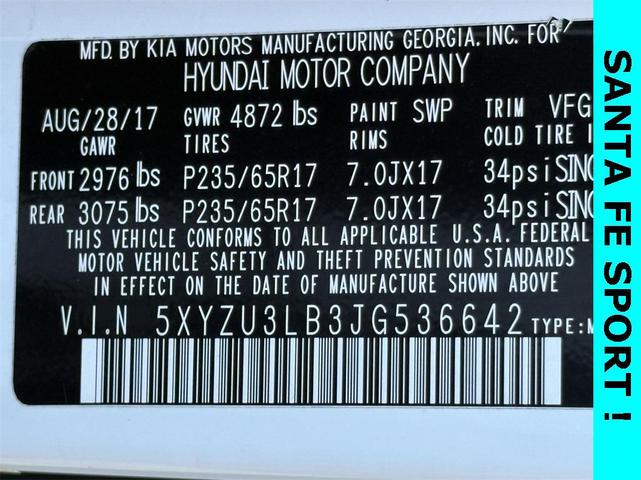 MFD. BY KIA MOTORS MANUFACTURING GEORGIA, INC. FOR
HYUNDAI MOTOR COMPANY
AUG/28/17 GVWR 4872 lbs PAINT SWP TRIM VFG
GAWR TIRES RIMS COLD TIRE I
FRONT 2976 lbs P235/65R17 7.0JX17 34psi SING
REAR 3075 lbs P235/65R17 7.0JX17 34psi SING
THIS VEHICLE CONFORMS TO ALL APPLICABLE U.S.A. FEDERAL
MOTOR VEHICLE SAFETY AND THEFT PREVENTION STANDARDS
IN EFFECT ON THE DATE OF MANUFACTURE SHOWN ABOVE
V.I.N 5XYZU3LB3JG536642 TYPE:M
SANTA FE SPORT !